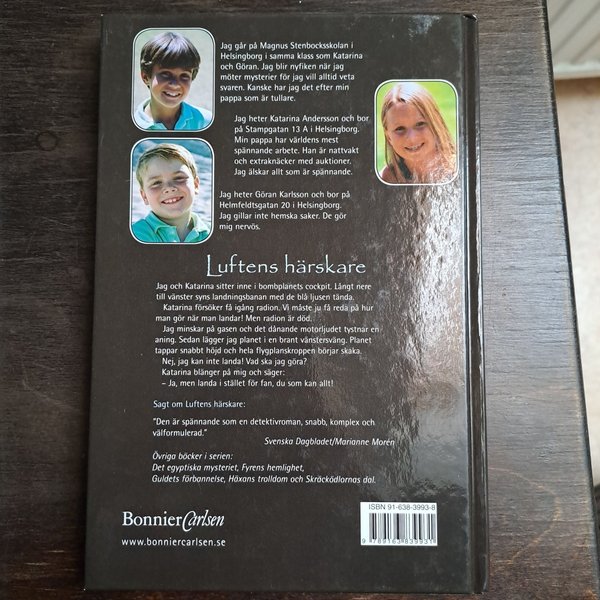 Jag går på Magnus Stenbocksskolan i
Helsingborg i samma klass som Katarina
och Göran. Jag blir nyfiken när jag
möter mysterier för jag vill alltid veta
svaren. Kanske har jag det efter min
pappa som är tullare.
Jag heter Katarina Andersson och bor
på Stampgatan 13 A i Helsingborg.
Min pappa har världens mest
spännande arbete. Han är nattvakt
och extraknäcker med auktioner.
Jag älskar allt som är spännande.
Jag heter Göran Karlsson och bor på
Helmfeldtsgatan 20 i Helsingborg.
Jag gillar inte hemska saker. De gör
mig nervös.
Luftens härskare
Jag och Katarina sitter inne i bombplanets cockpit. Långt nere
till vänster syns landningsbanan med de blå ljusen tända.
Katarina försöker få igång radion. Vi måste ju få reda på hur
man gör när man landar! Men radion är död.
Jag minskar på gasen och det dånande motorljudet tystnar en
aning. Sedan lägger jag planet i en brant vänstersväng. Planet
tappar snabbt höjd och hela flygplanskroppen börjar skaka.
Nej, jag kan inte landa! Vad ska jag göra?
Katarina blänger på mig och säger:
– Ja, men landa i stället för fan, du som kan allt!
Sagt om Luftens härskare:
"Den är spännande som en detektivroman, snabb, komplex och
välformulerad."
Svenska Dagbladet/Marianne Morén
Övriga böcker i serien:
Det egyptiska mysteriet, Fyrens hemlighet,
Guldets förbannelse, Häxans trolldom och Skräcködlornas dal.
ISBN 91-638-3993-8
9 789163 839931
BonnierCarlsen
www.bonniercarlsen.se